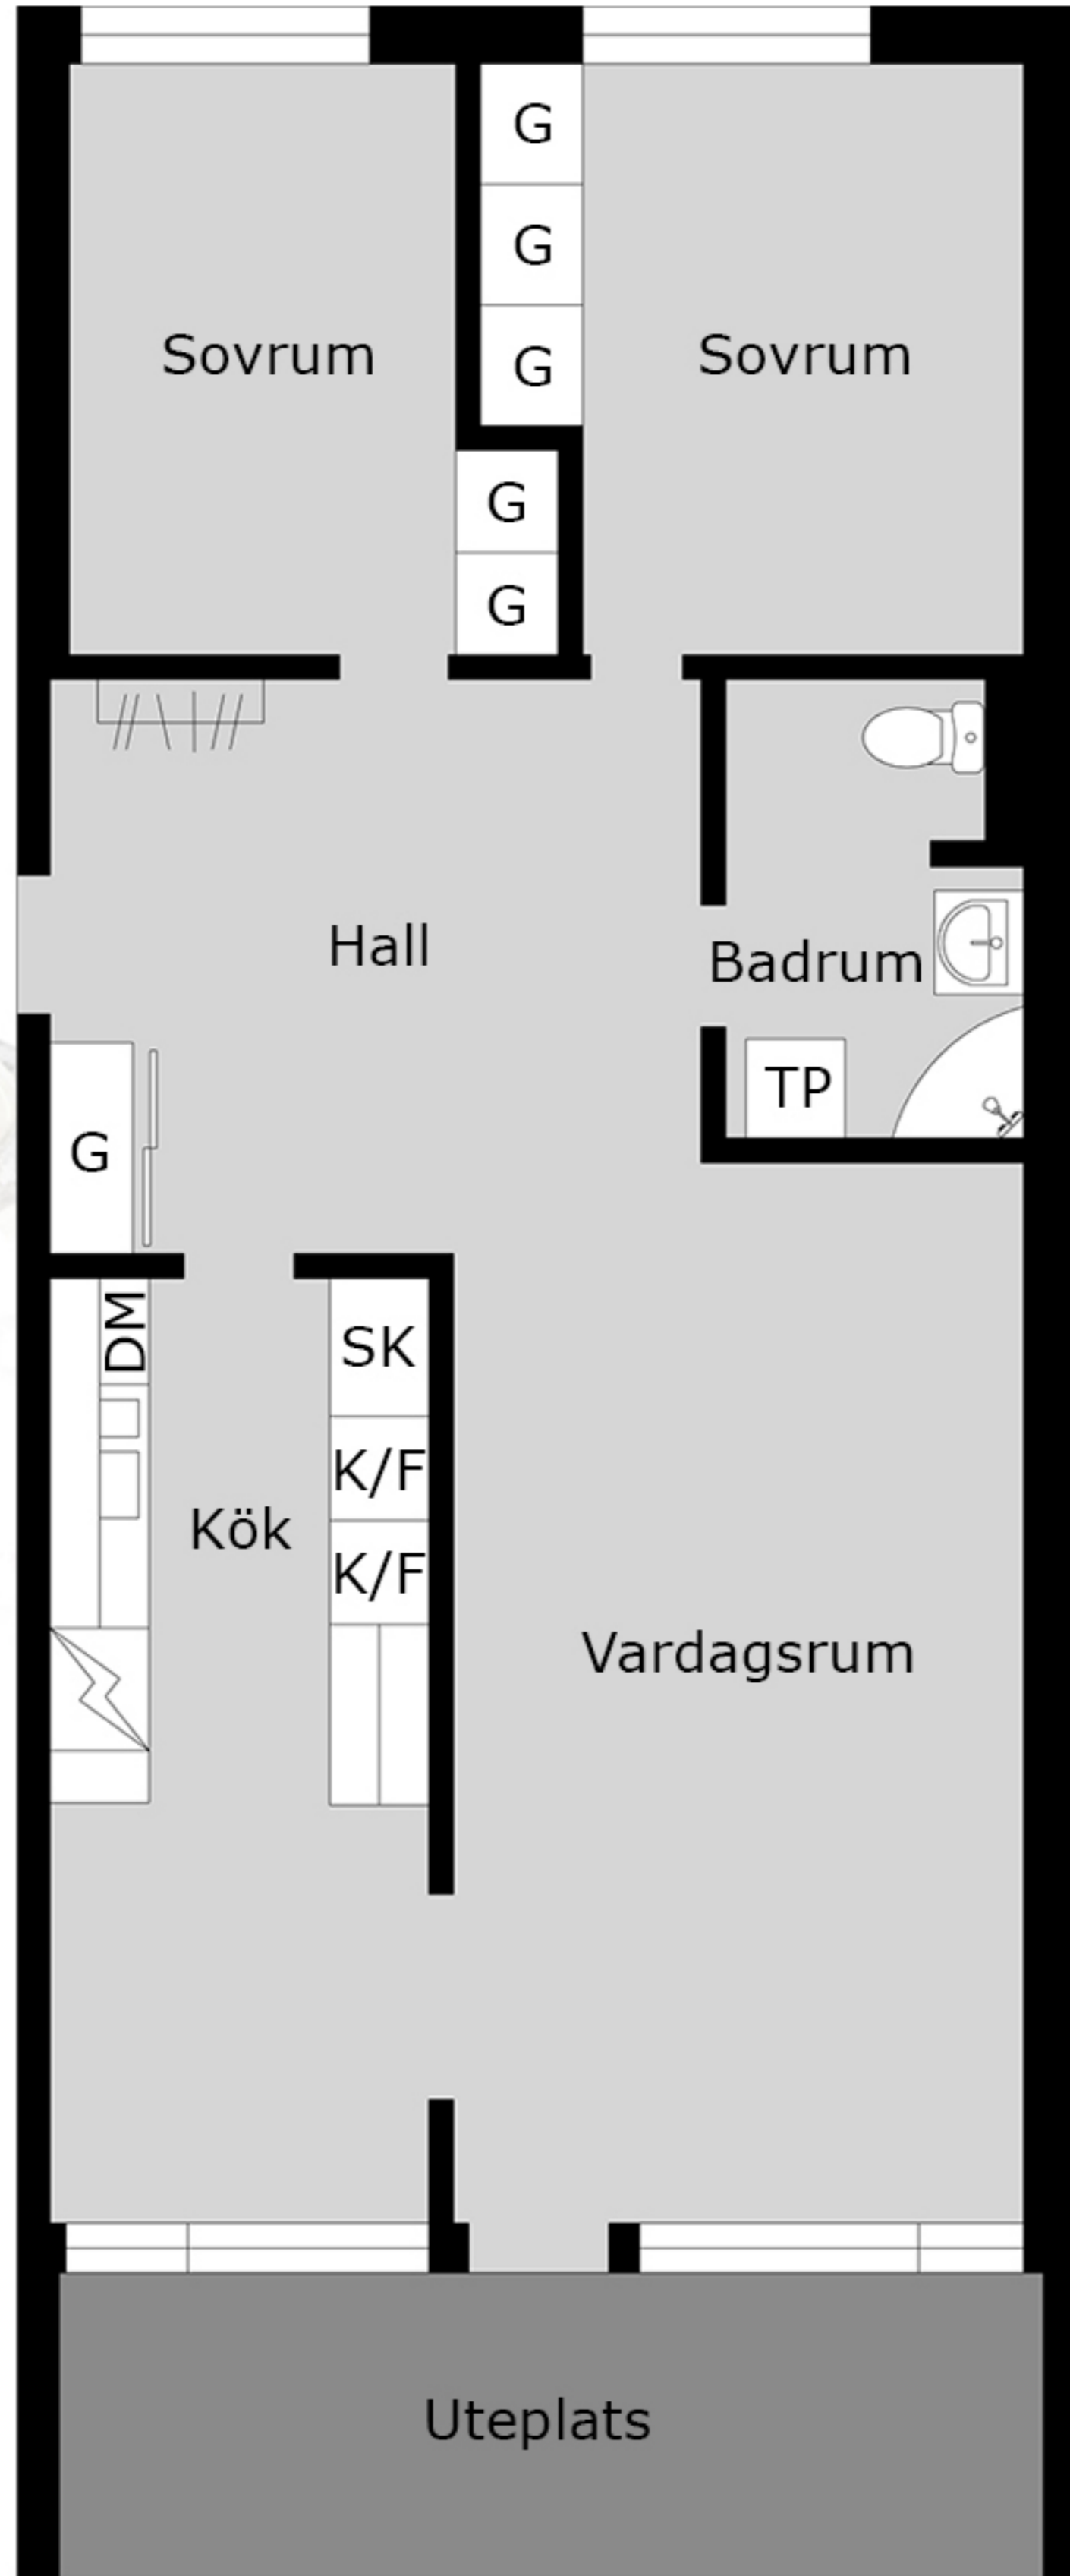 G
G
G
Sovrum
Sovrum
G
G
Hall
Badrum
TP
G
DM
SK
K/F
Kök
K/F
Vardagsrum
Uteplats